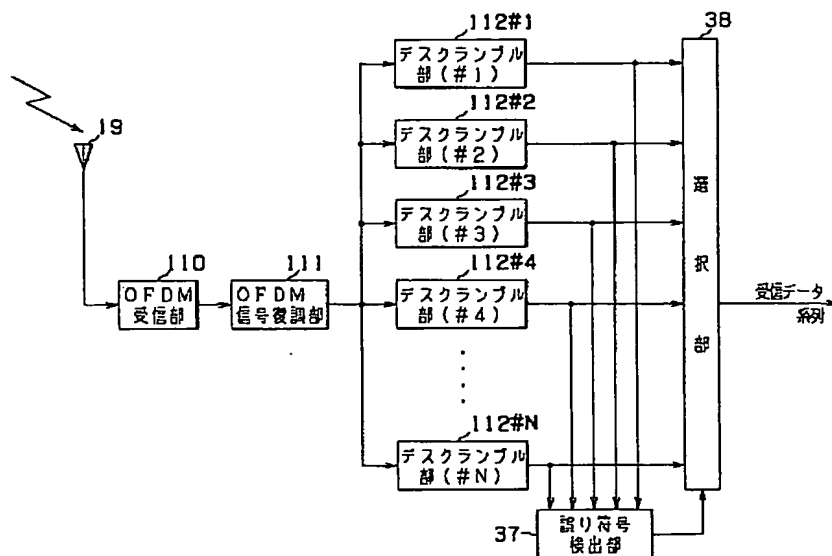 112#1
デスクランブル
部(#1)
38
112#2
デスクランブル
部(#2)
19
112#3
デスクランブル
部(#3)
選
択
部
110
OFDM
受信部
111
OFDM
信号復調部
112#4
デスクランブル
部(#4)
受信データ
系列
112#N
デスクランブル
部(#N)
37
誤り符号
検出部